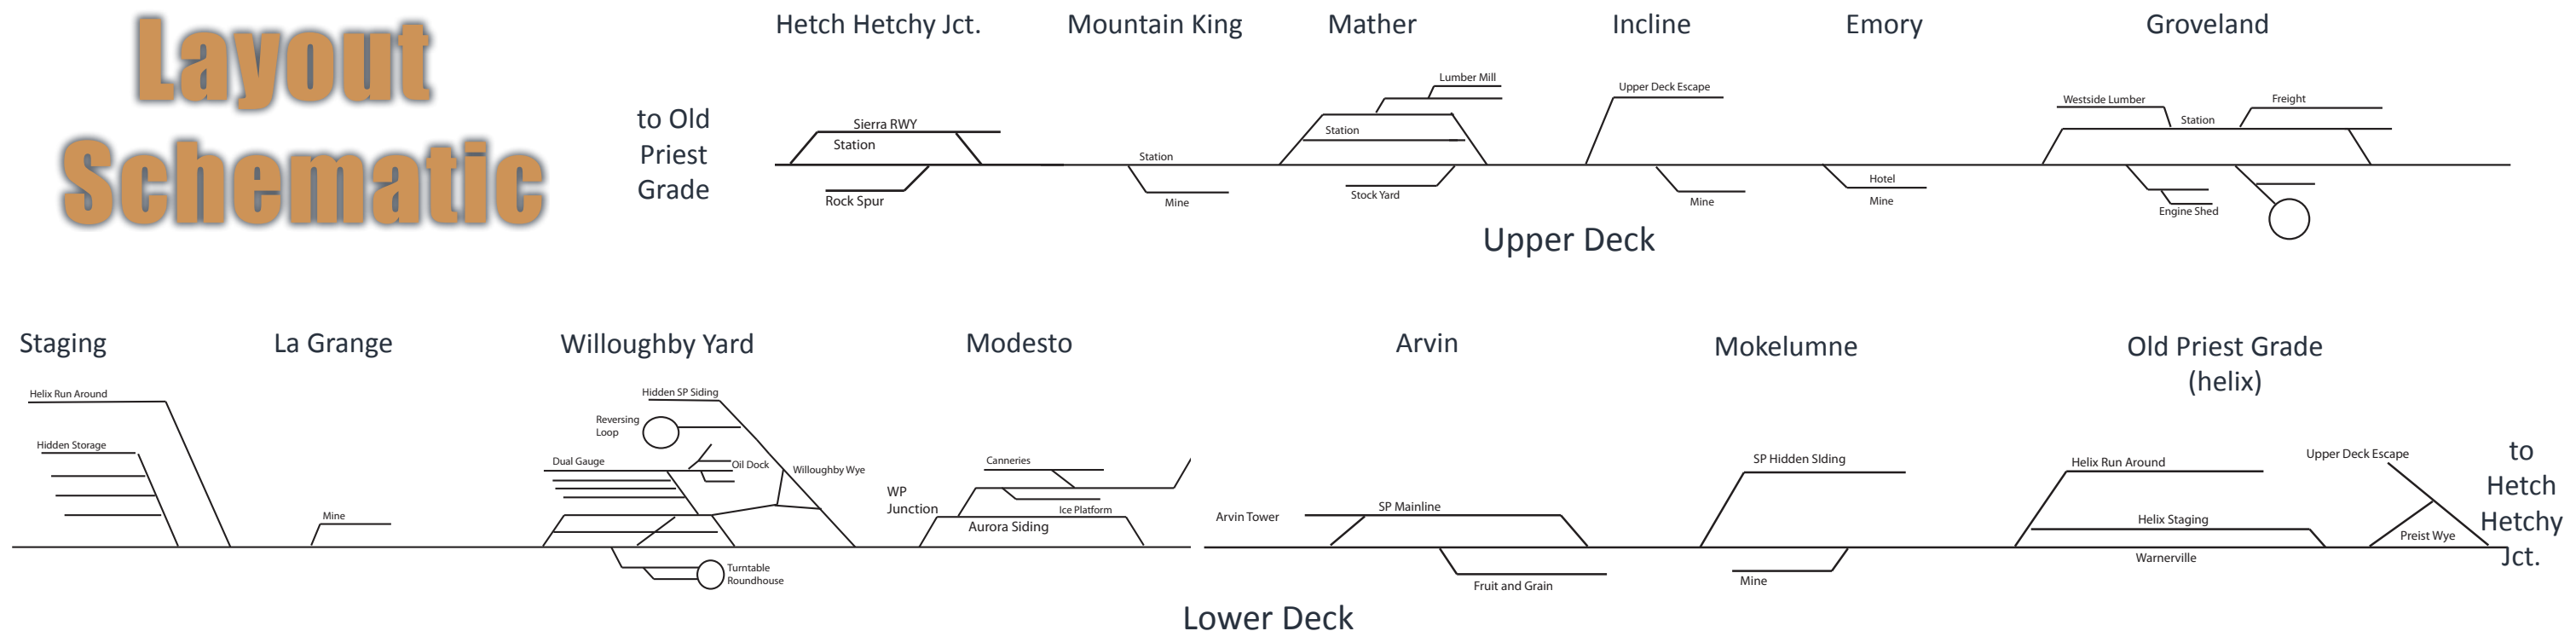 Layout
Schematic
Hetch Hetchy Jct.
Mountain King
Mather
Incline
Emory
Groveland
to Old
Priest
Grade
Sierra RWY
Station
Rock Spur
Station
Mine
Lumber Mill
Station
Stock Yard
Upper Deck Escape
Mine
Hotel
Mine
Westside Lumber
Freight
Station
Engine Shed
Upper Deck
Staging
La Grange
Willoughby Yard
Modesto
Arvin
Mokelumne
Old Priest Grade
(helix)
Helix Run Around
Hidden Storage
Mine
Hidden SP Siding
Reversing
Loop
Dual Gauge
Oil Dock
Willoughby Wye
Turntable
Roundhouse
WP
Junction
Canneries
Ice Platform
Aurora Siding
Arvin Tower
SP Mainline
Fruit and Grain
SP Hidden SIding
Mine
Helix Run Around
Helix Staging
Warnerville
Upper Deck Escape
Preist Wye
to
Hetch
Hetchy
Jct.
Lower Deck